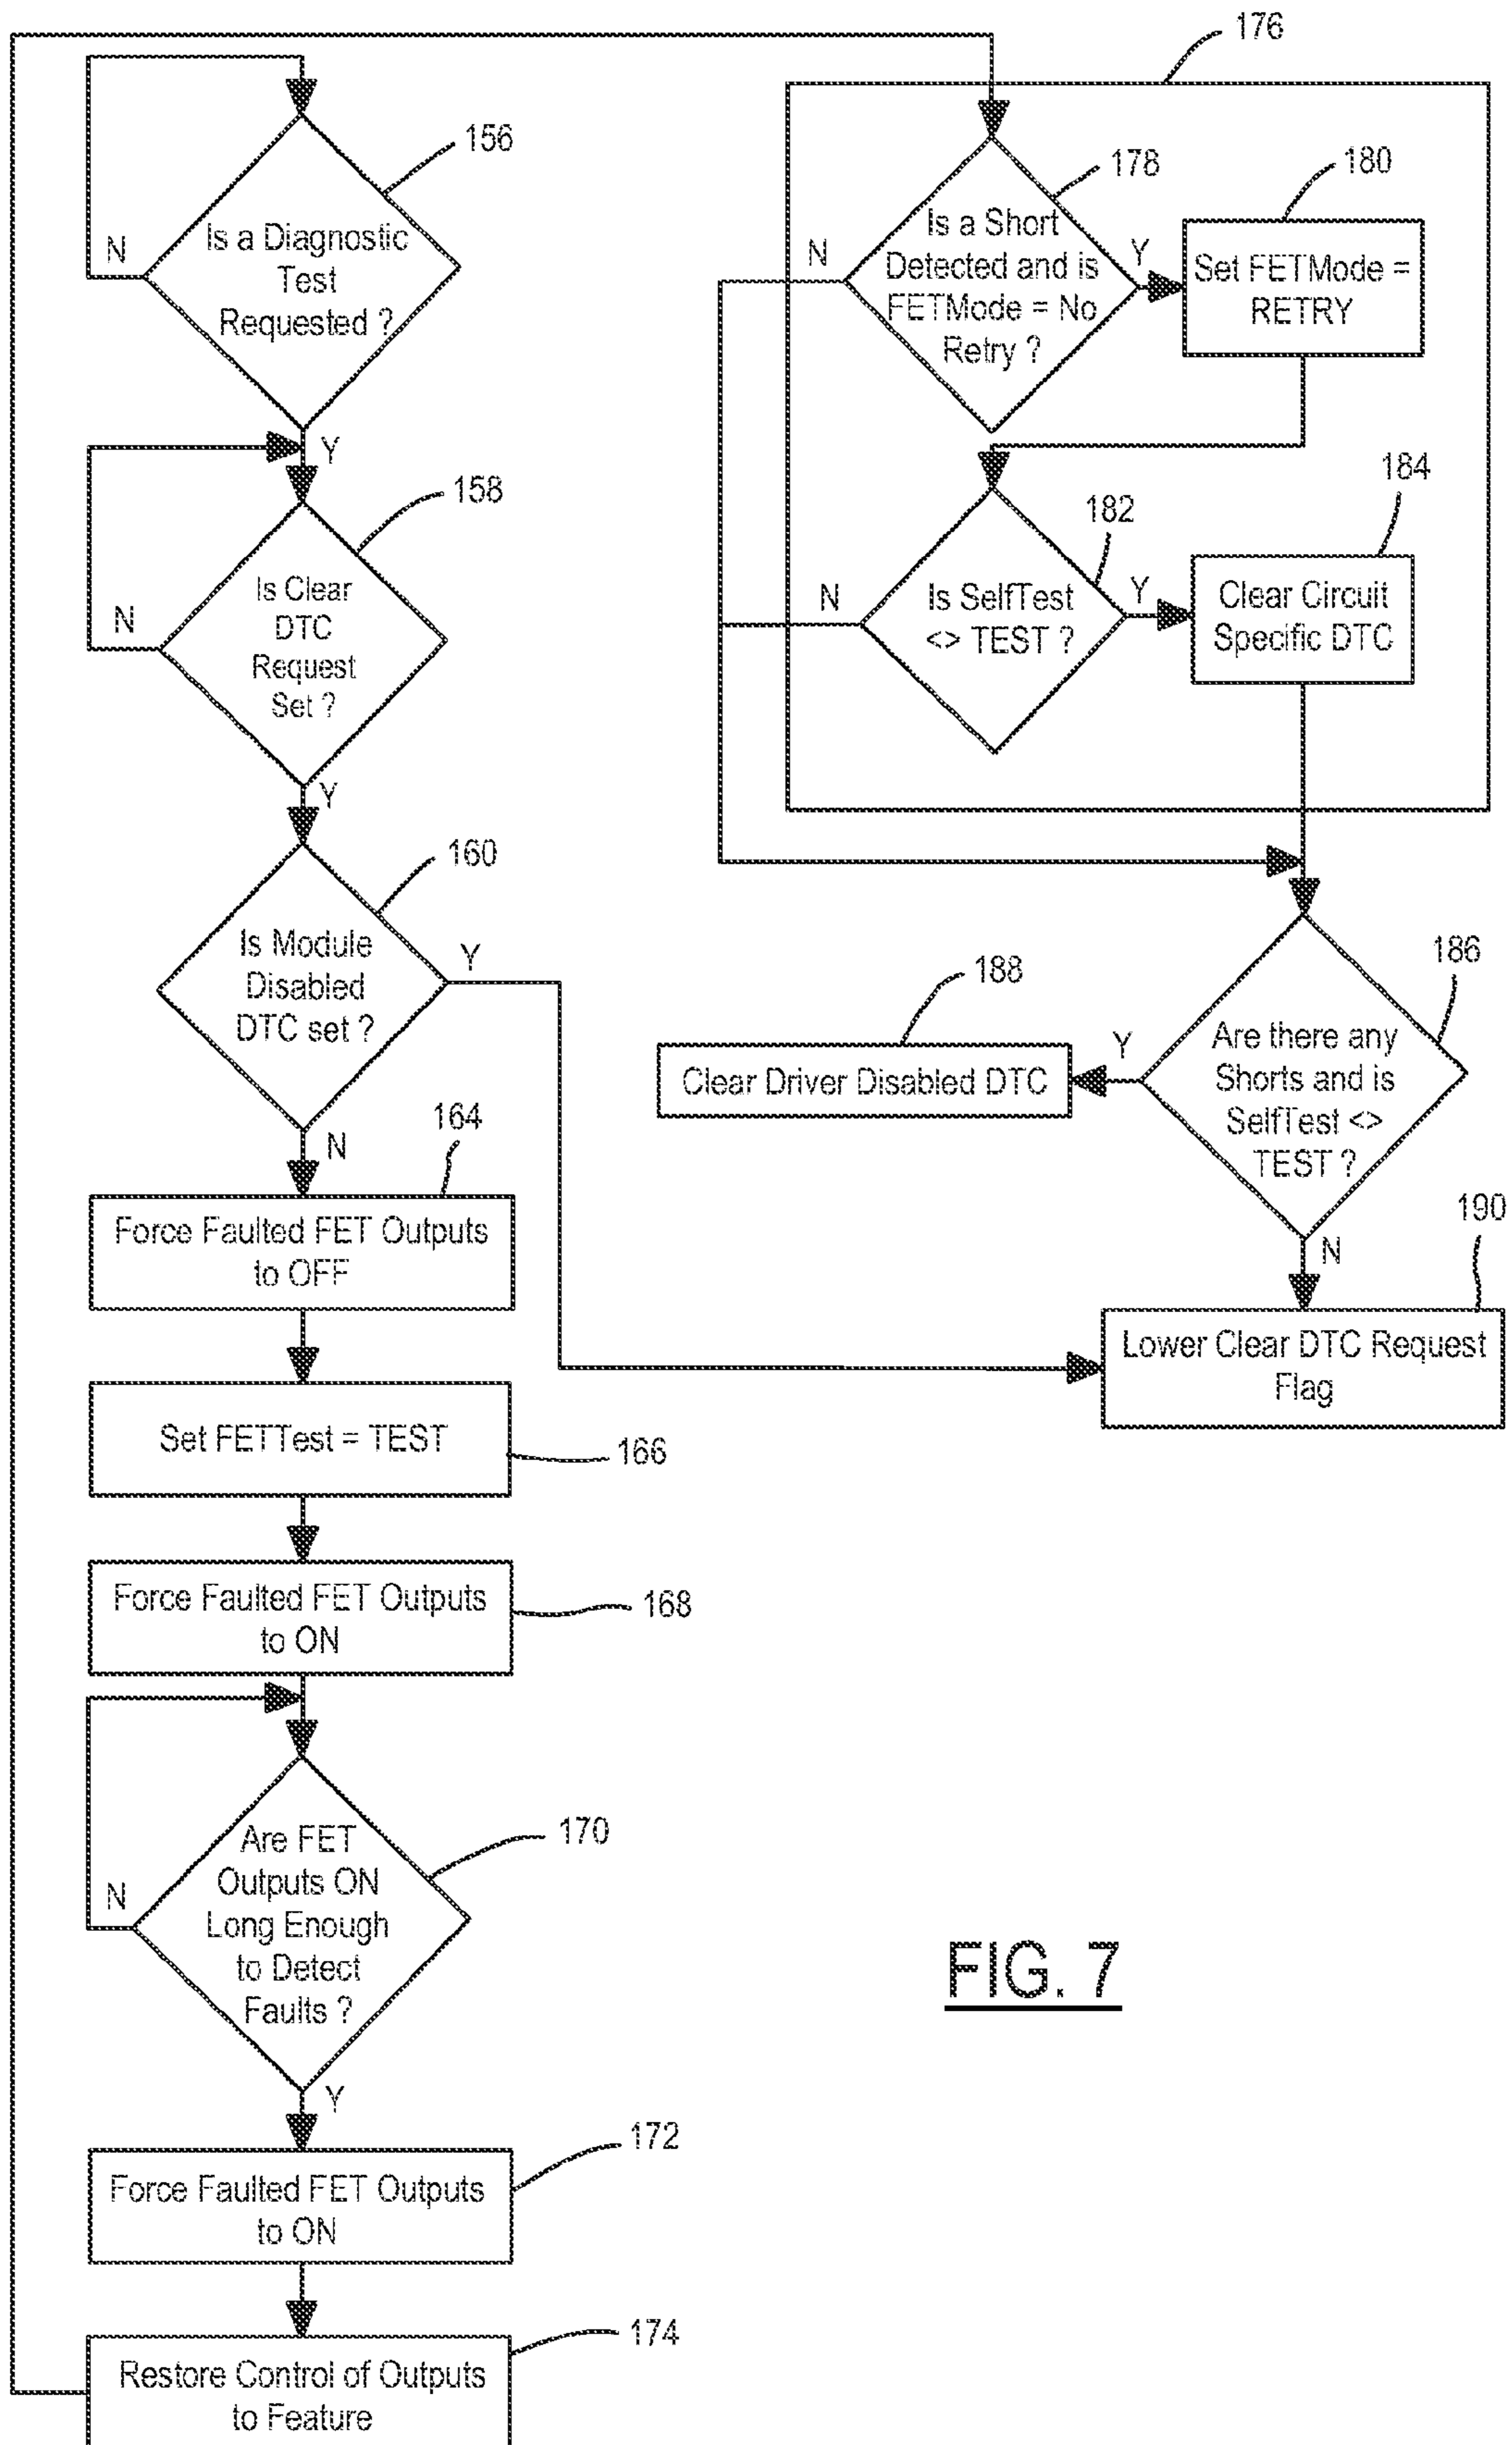 176
156
N
Is a Diagnostic
Test
Requested ?
Y
158
N
Is Clear
DTC
Request
Set ?
Y
160
Is Module
Disabled
DTC set ?
Y
N
164
Force Faulted FET Outputs
to OFF
Set FETTest = TEST
166
Force Faulted FET Outputs
to ON
168
170
N
Are FET
Outputs ON
Long Enough
to Detect
Faults ?
Y
172
Force Faulted FET Outputs
to ON
174
Restore Control of Outputs
to Feature
178
N
Is a Short
Detected and is
FETMode = No
Retry ?
Y
180
Set FETMode =
RETRY
182
N
Is SelfTest
<> TEST ?
Y
184
Clear Circuit
Specific DTC
186
Are there any
Shorts and is
SelfTest <>
TEST ?
Y
188
Clear Driver Disabled DTC
N
190
Lower Clear DTC Request
Flag
FIG. 7